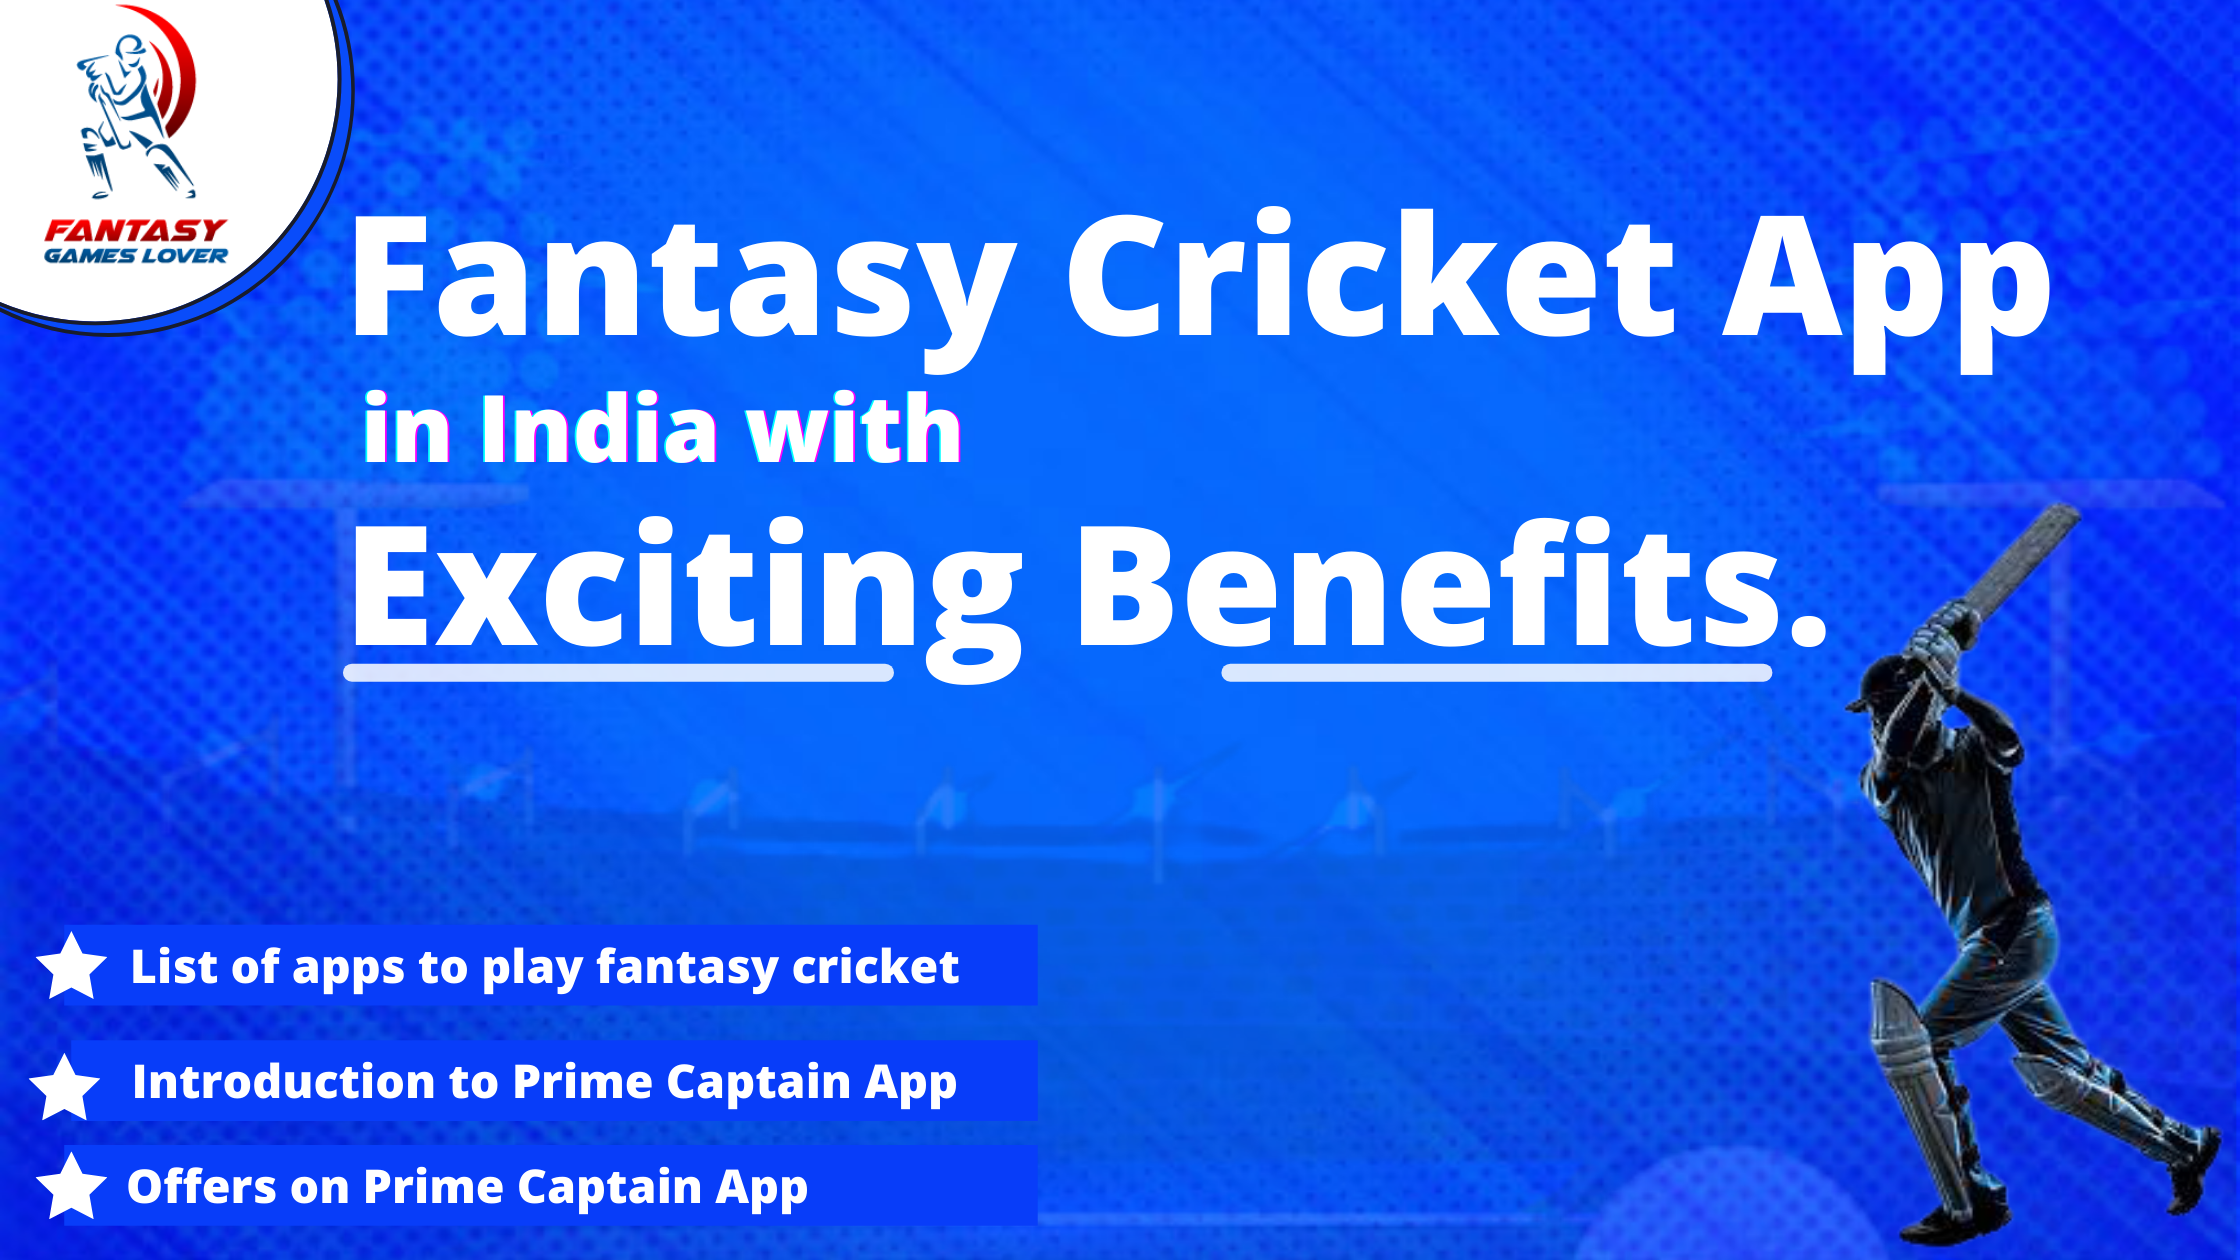 FANTASY
GAMES LOVER
Fantasy Cricket App
in India with
Exciting Benefits.
List of apps to play fantasy cricket
Introduction to Prime Captain App
Offers on Prime Captain App